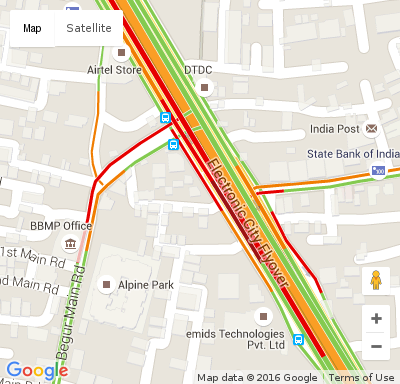 Map
Satellite
Airtel Store
DTDC
India Post
State Bank of India
Electronic City Flyover
BBMP Office
1st Main Rd
nd Main Rd
Begur Main Rd
Alpine Park
emids Technologies
Pvt. Ltd
+
−
Google
Map data © 2016 Google
Terms of Use